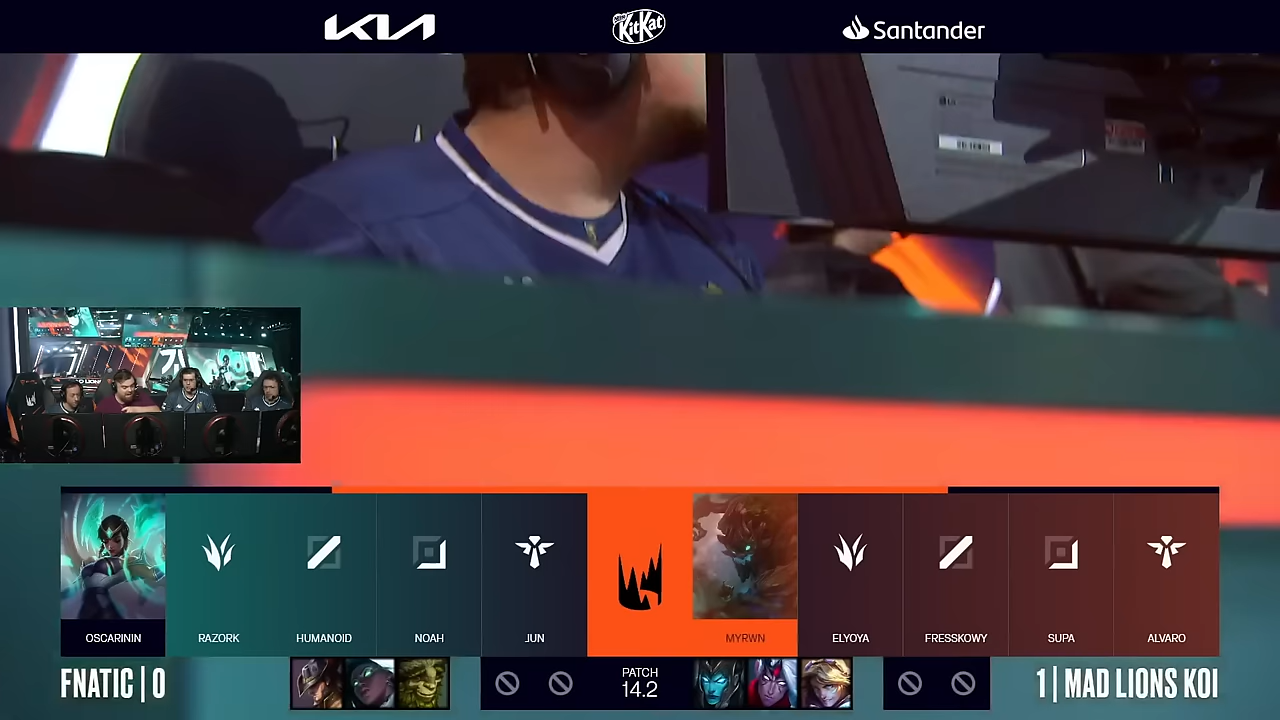 KIA
KitKat
Santander
OSCARININ
RAZORK
HUMANOID
NOAH
JUN
MYRWN
ELYOYA
FRESSKOWY
SUPA
ALVARO
FNATIC | 0
PATCH
14.2
1 | MAD LIONS KOI